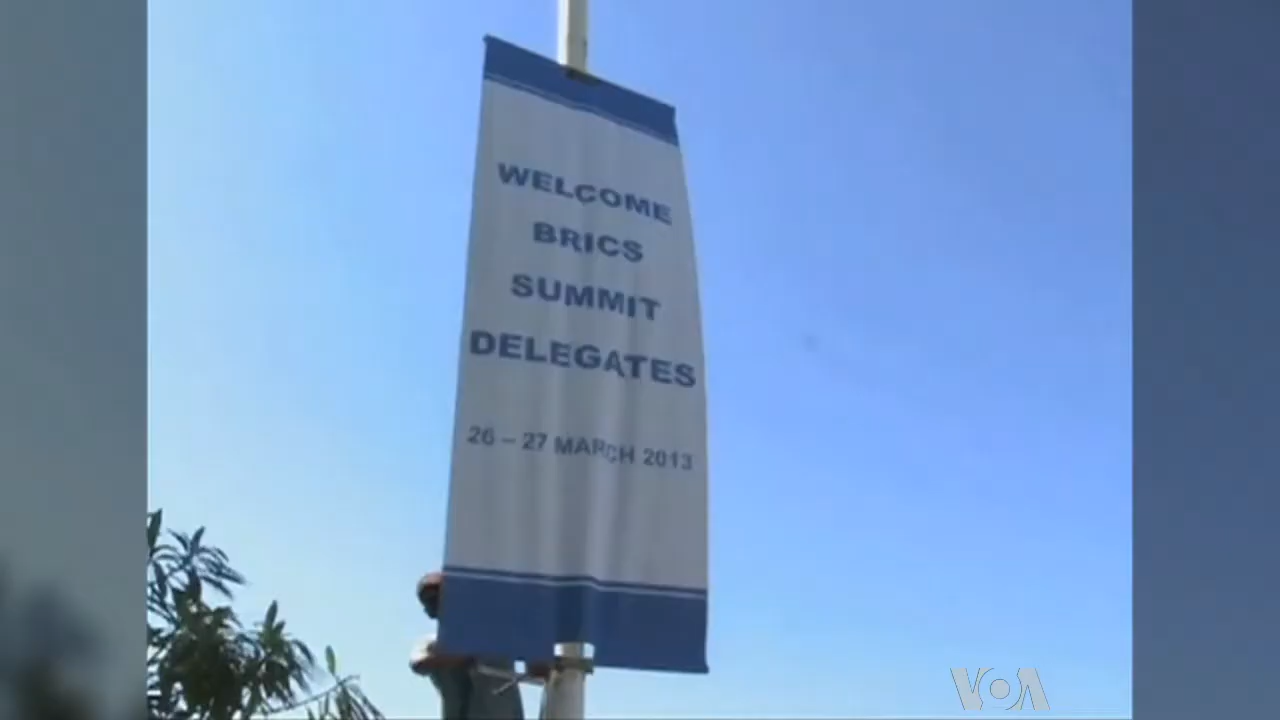 WELCOME
BRICS
SUMMIT
DELEGATES
26 – 27 MARCH 2013
VOA